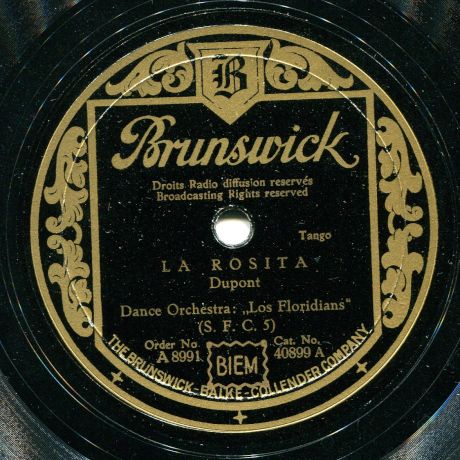 B
Brunswick
Droits Radio diffusion reservés
Broadcasting Rights reserved
Tango
LA ROSITA
Dupont
Dance Orchestra: „Los Floridians"
(S. F. C. 5)
Order No. Cat. No.
A 8991 BIEM 40899 A
THE BRUNSWICK-BALKE-COLLENDER COMPANY